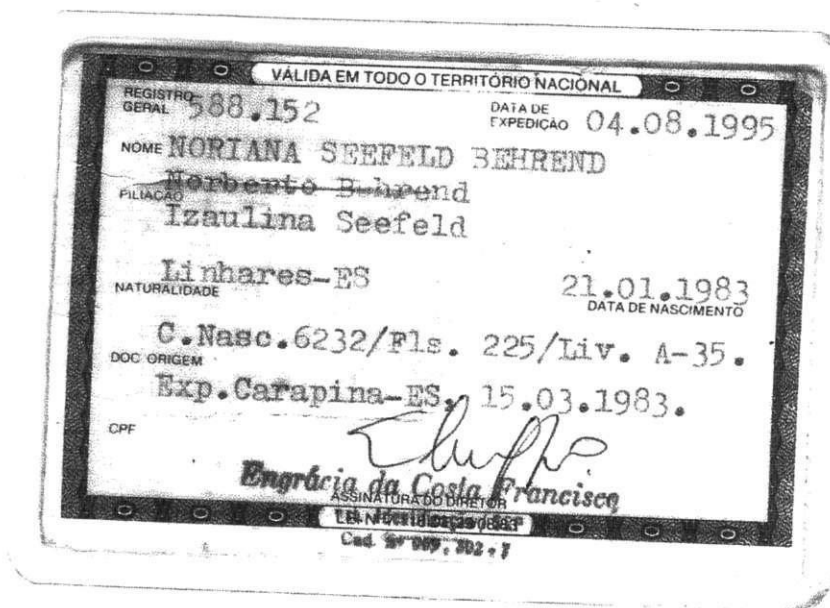 VÁLIDA EM TODO O TERRITÓRIO NACIONAL
REGISTRO GERAL 588.152 DATA DE EXPEDIÇÃO 04.08.1995
NOME NORIANA SEEFELD BEHREND
FILIAÇÃO Norberto Behrend
Izaulina Seefeld
NATURALIDADE Linhares-ES 21.01.1983
DATA DE NASCIMENTO
DOC ORIGEM C.Nasc.6232/Fls. 225/Liv. A-35.
Exp.Carapina-ES, 15.03.1983.
CPF
Engrácia da Costa Francisco
ASSINATURA DO DIRETOR
Cad. Nº